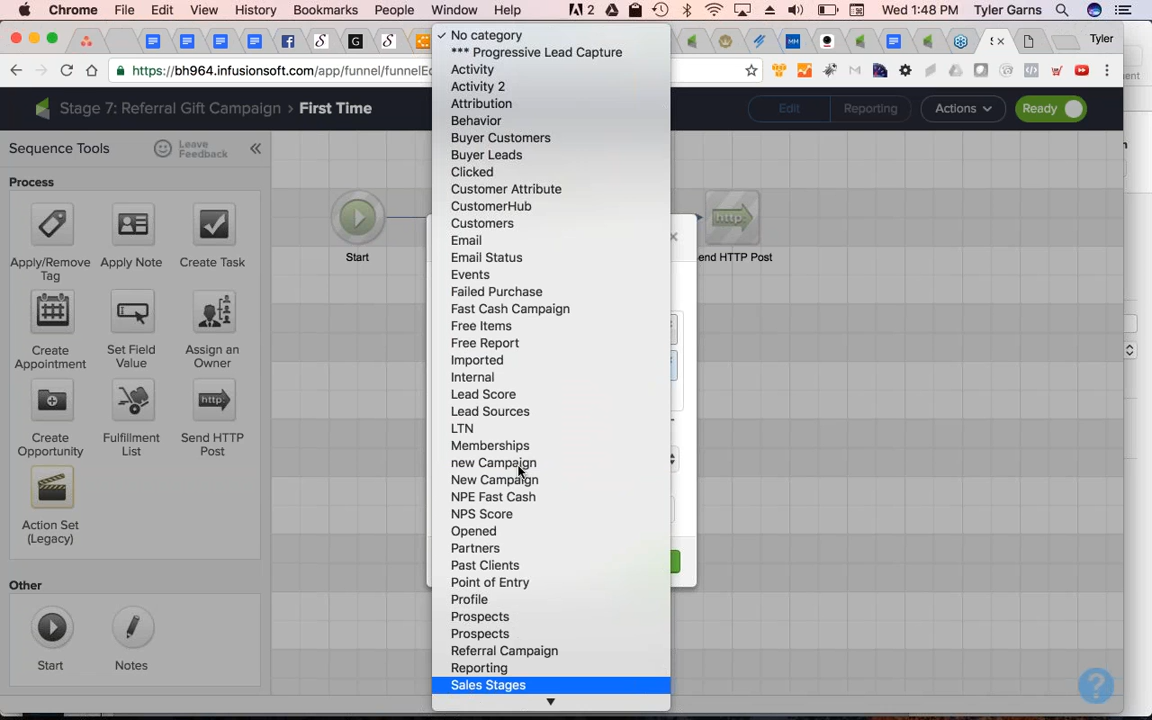 Chrome File Edit View History Bookmarks People Window Help 2 Wed 1:48 PM Tyler Garns
S Tyler
https://bh964.infusionsoft.com/app/funnel/funnelEd
Stage 7: Referral Gift Campaign > First Time Edit Reporting Actions Ready
Sequence Tools Leave Feedback
Process
Apply/Remove Tag
Apply Note
Create Task
Create Appointment
Set Field Value
Assign an Owner
Create Opportunity
Fulfillment List
Send HTTP Post
Action Set (Legacy)
Other
Start
Notes
Start
http:
end HTTP Post
No category
*** Progressive Lead Capture
Activity
Activity 2
Attribution
Behavior
Buyer Customers
Buyer Leads
Clicked
Customer Attribute
CustomerHub
Customers
Email
Email Status
Events
Failed Purchase
Fast Cash Campaign
Free Items
Free Report
Imported
Internal
Lead Score
Lead Sources
LTN
Memberships
new Campaign
New Campaign
NPE Fast Cash
NPS Score
Opened
Partners
Past Clients
Point of Entry
Profile
Prospects
Prospects
Referral Campaign
Reporting
Sales Stages